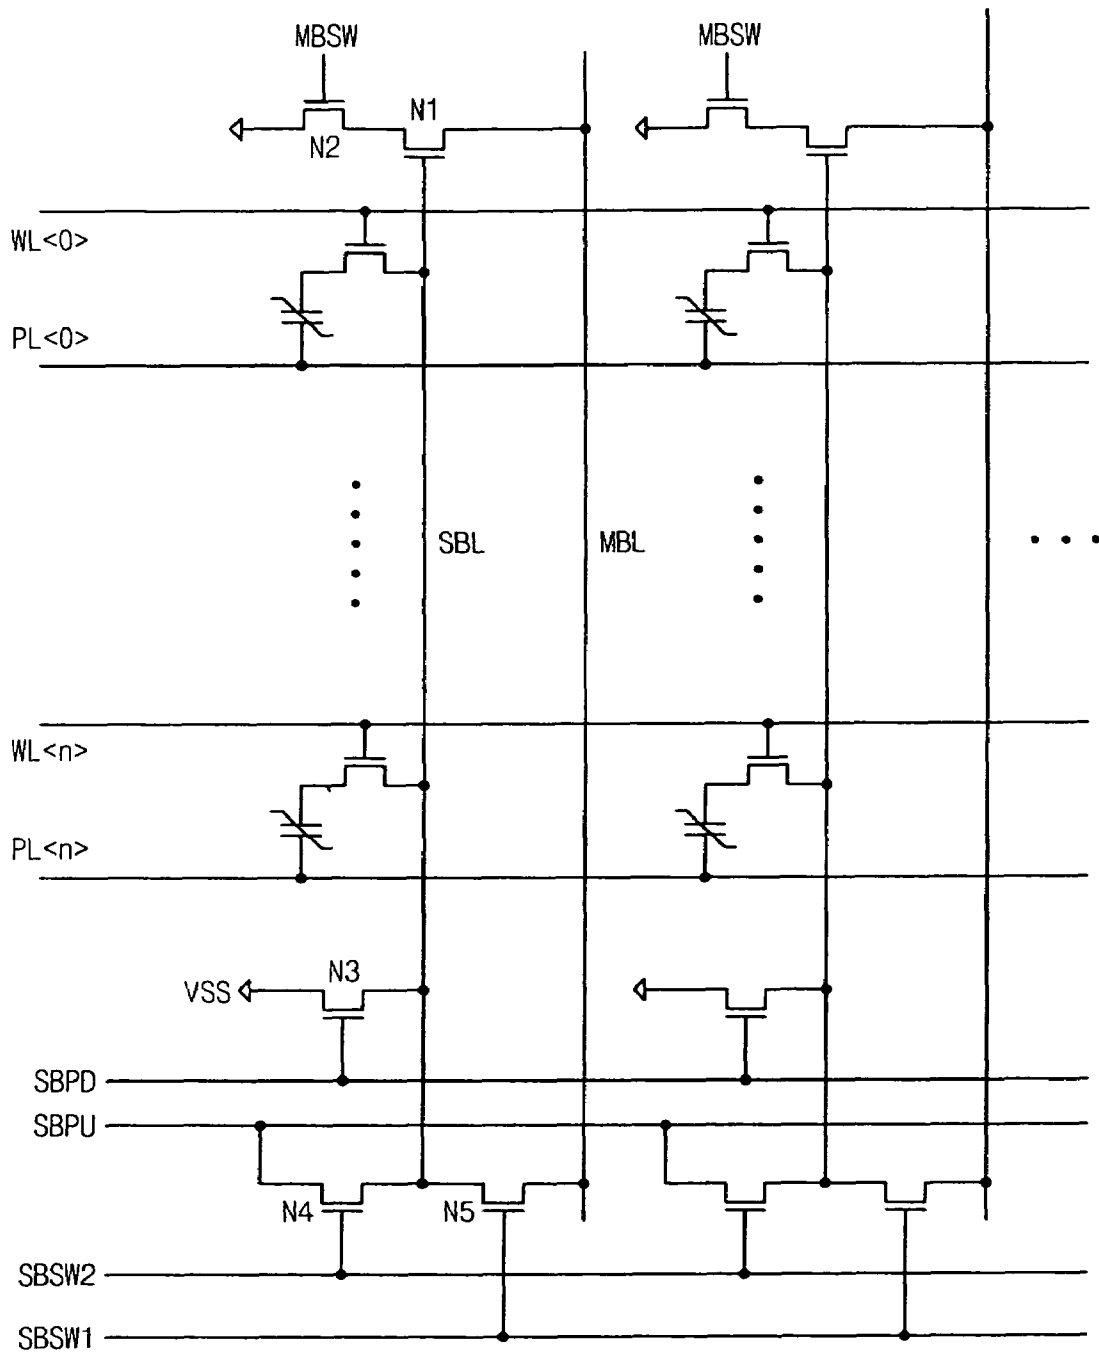 MBSW
MBSW
N1
N2
WL<0>
PL<0>
SBL
MBL
WL<n>
PL<n>
N3
VSS
SBPD
SBPU
N4
N5
SBSW2
SBSW1